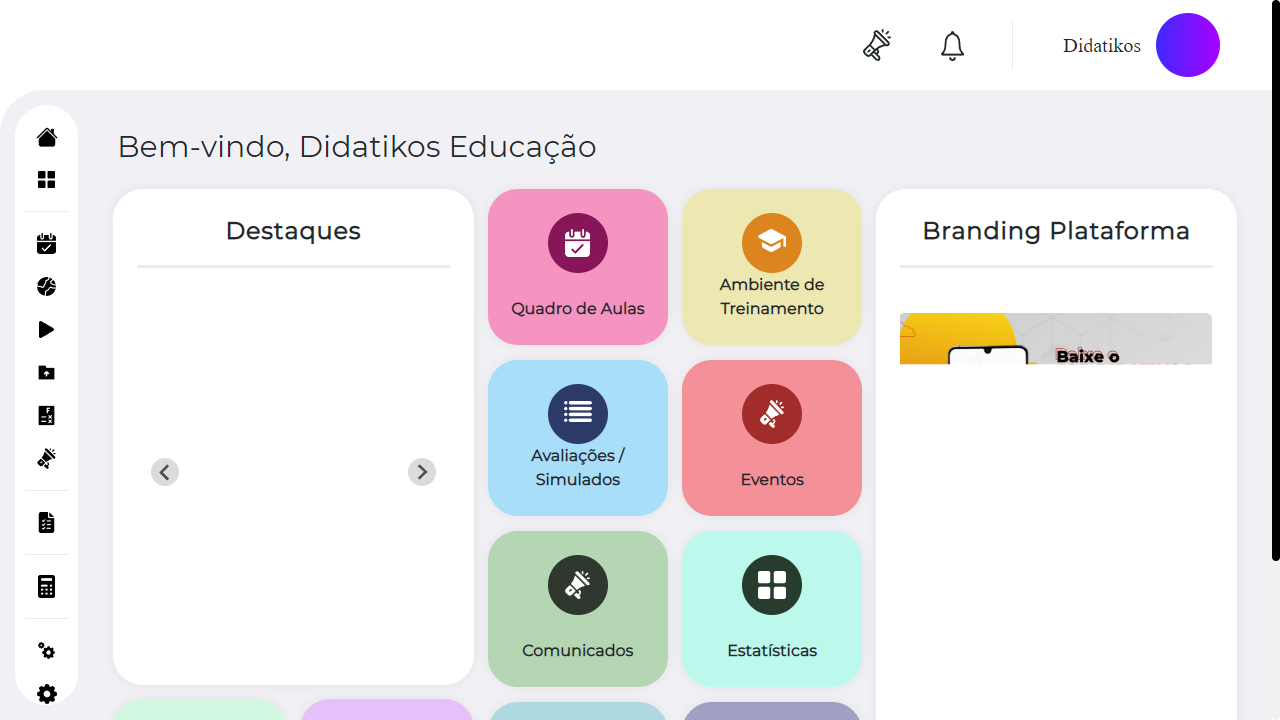 Didatikos
Bem-vindo, Didatikos Educação
Destaques
Quadro de Aulas
Ambiente de
Treinamento
Branding Plataforma
Baixe o
Avaliações /
Simulados
Eventos
Comunicados
Estatísticas